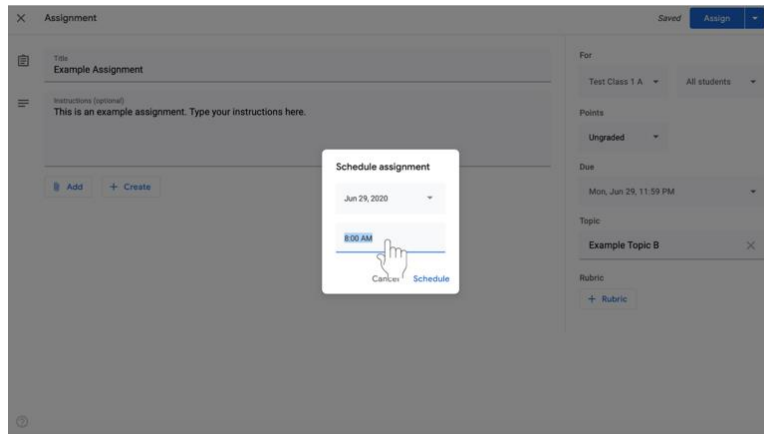 Assignment
Saved
Assign
Title
Example Assignment
Instructions (optional)
This is an example assignment. Type your instructions here.
Add
+ Create
Schedule assignment
Jun 29, 2020
8:00 AM
Cancel
Schedule
For
Test Class 1 A
All students
Points
Ungraded
Due
Mon, Jun 29, 11:59 PM
Topic
Example Topic B
Rubric
+ Rubric